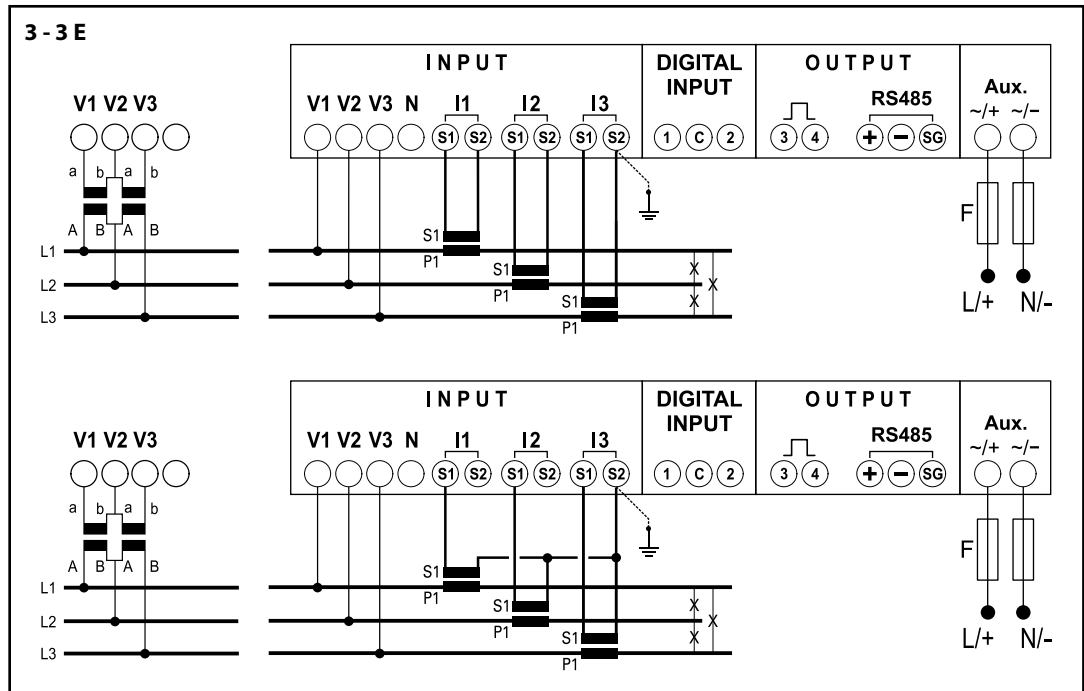 3-3E
INPUT DIGITAL INPUT OUTPUT Aux.
V1 V2 V3 V1 V2 V3 N I1 I2 I3 RS485 ~/+ ~/−
S1 S2 S1 S2 S1 S2 1 C 2 3 4 + − SG
a b a b
F
A B A B
S1
L1
P1
S1
L2
P1
S1
L3
P1
X
X
X
L/+ N/-
INPUT DIGITAL INPUT OUTPUT Aux.
V1 V2 V3 V1 V2 V3 N I1 I2 I3 RS485 ~/+ ~/−
S1 S2 S1 S2 S1 S2 1 C 2 3 4 + − SG
a b a b
F
A B A B
S1
L1
P1
S1
L2
P1
S1
L3
P1
X
X
X
L/+ N/-